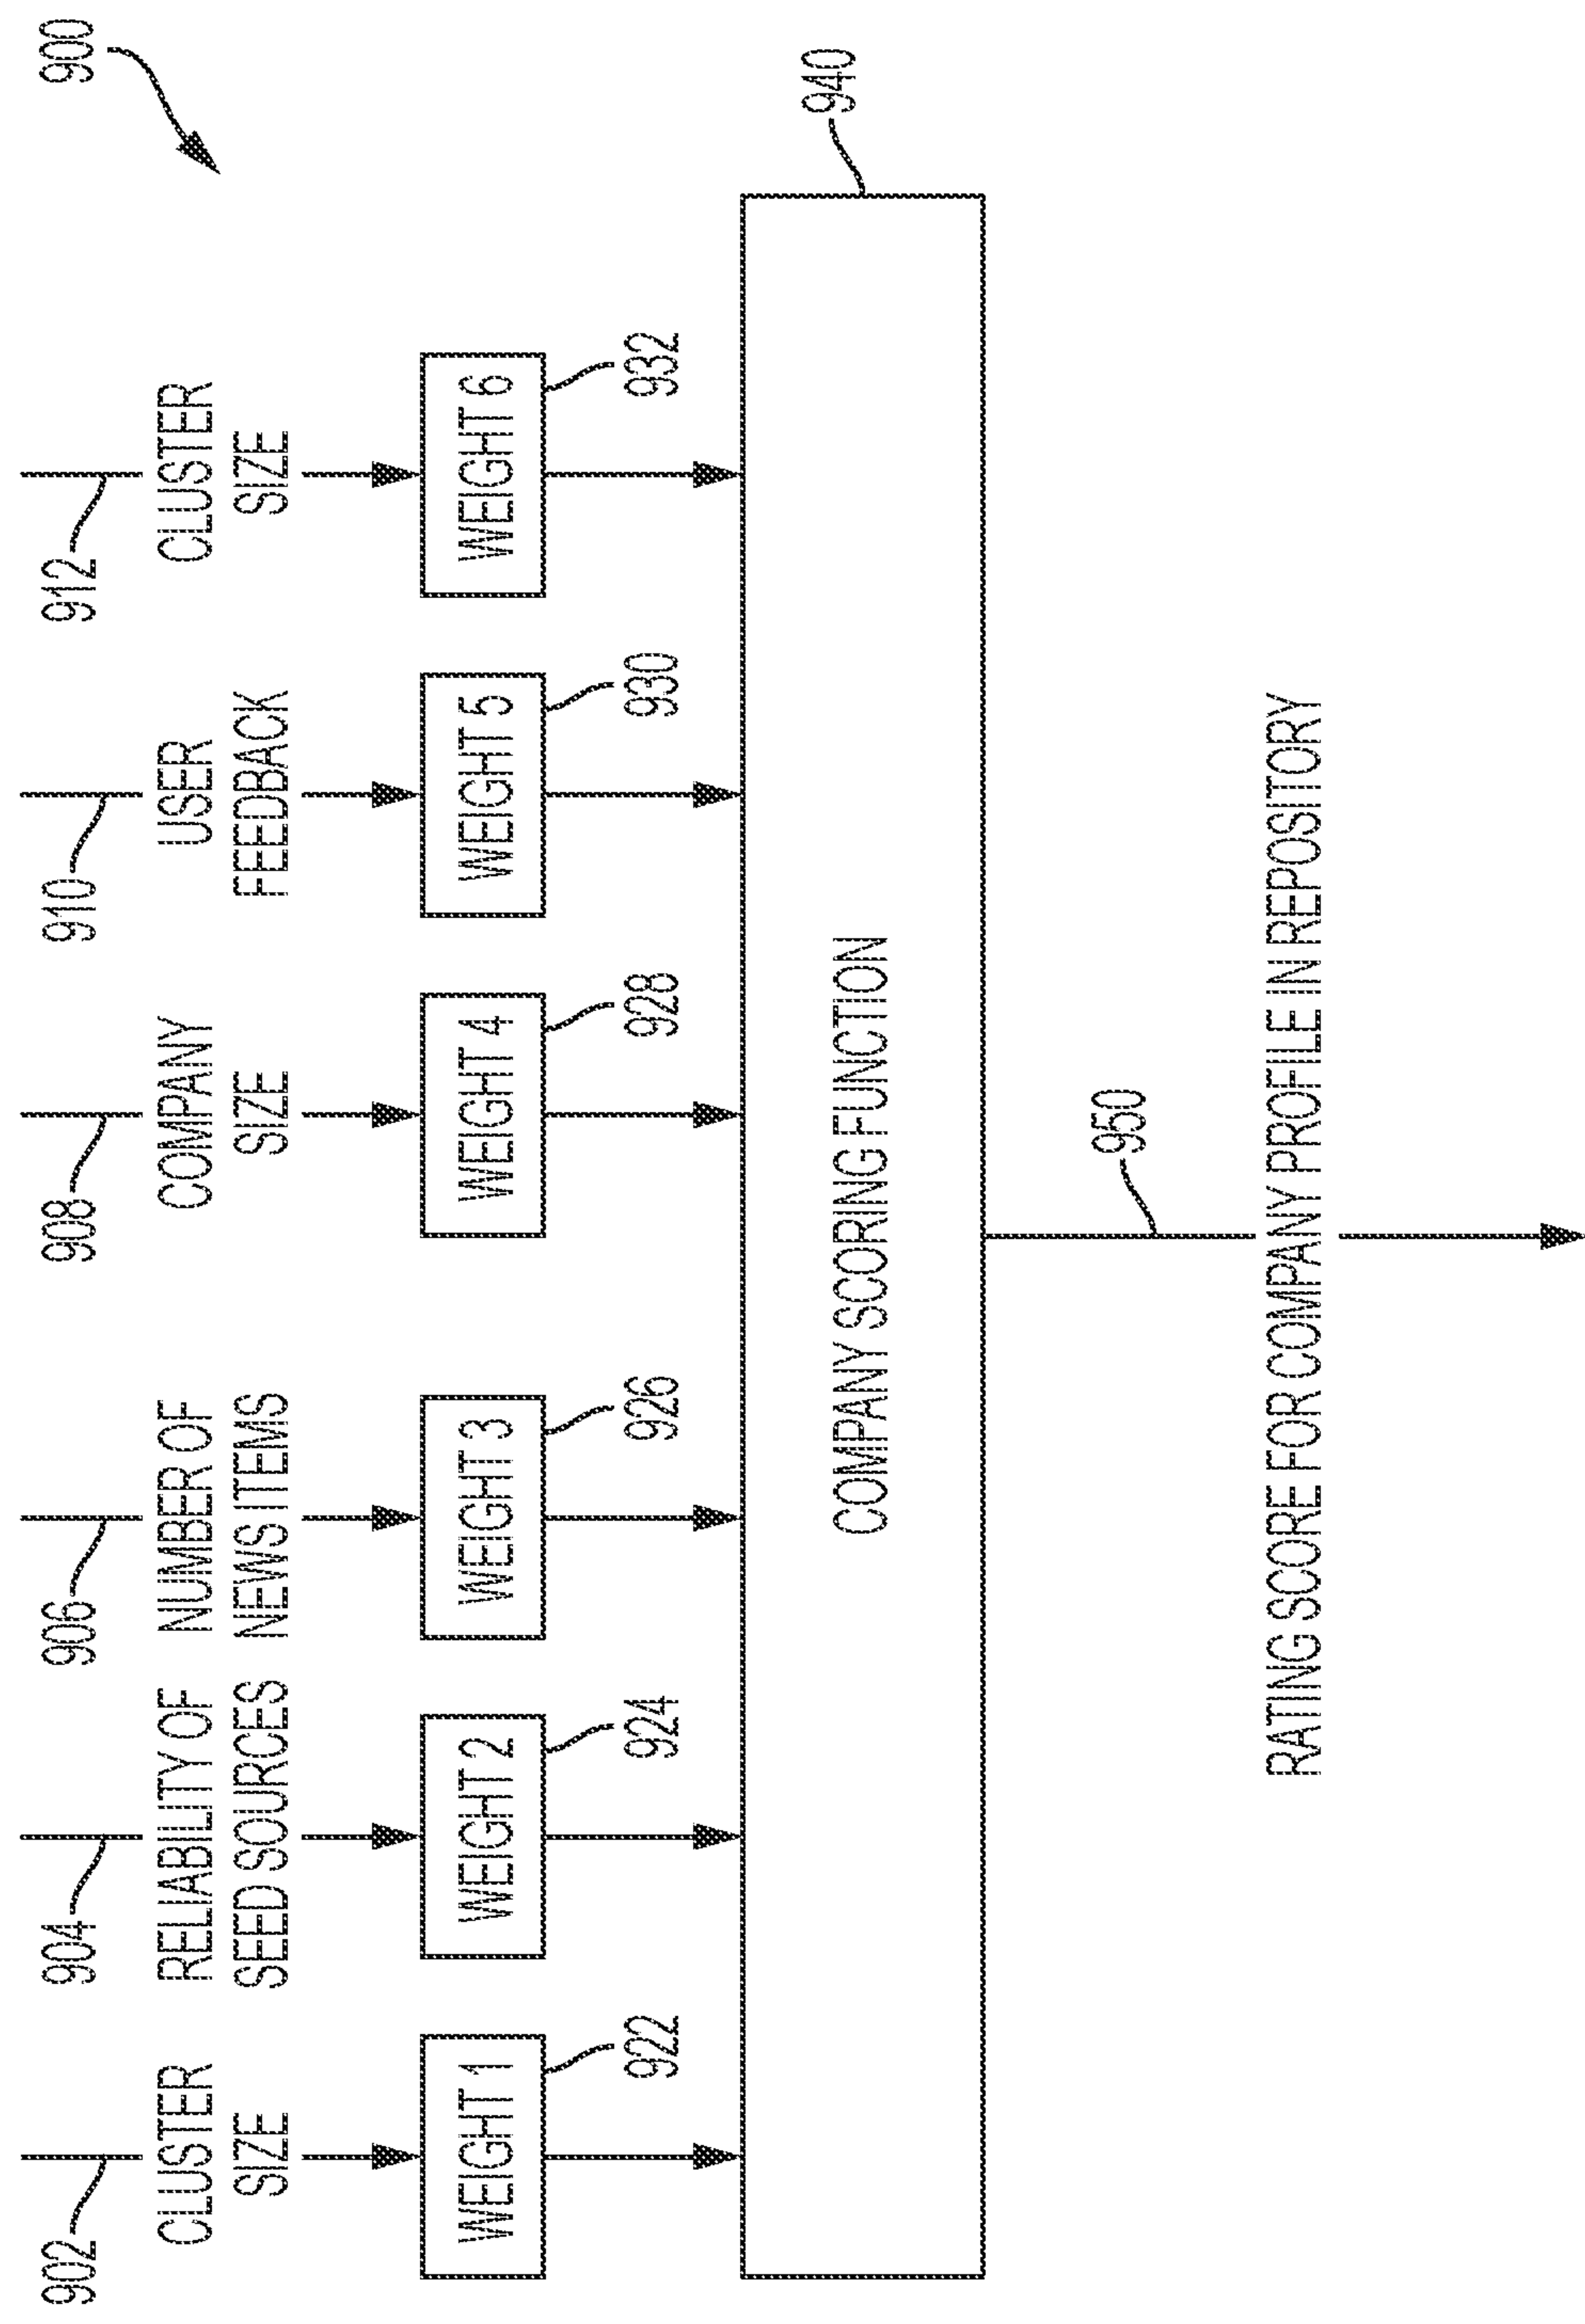 900
902
904
906
908
910
912
CLUSTER
SIZE
RELIABILITY OF
SEED SOURCES
NUMBER OF
NEWS ITEMS
COMPANY
SIZE
USER
FEEDBACK
CLUSTER
SIZE
WEIGHT 1
WEIGHT 2
WEIGHT 3
WEIGHT 4
WEIGHT 5
WEIGHT 6
922
924
926
928
930
932
940
COMPANY SCORING FUNCTION
950
RATING SCORE FOR COMPANY PROFILE IN REPOSITORY